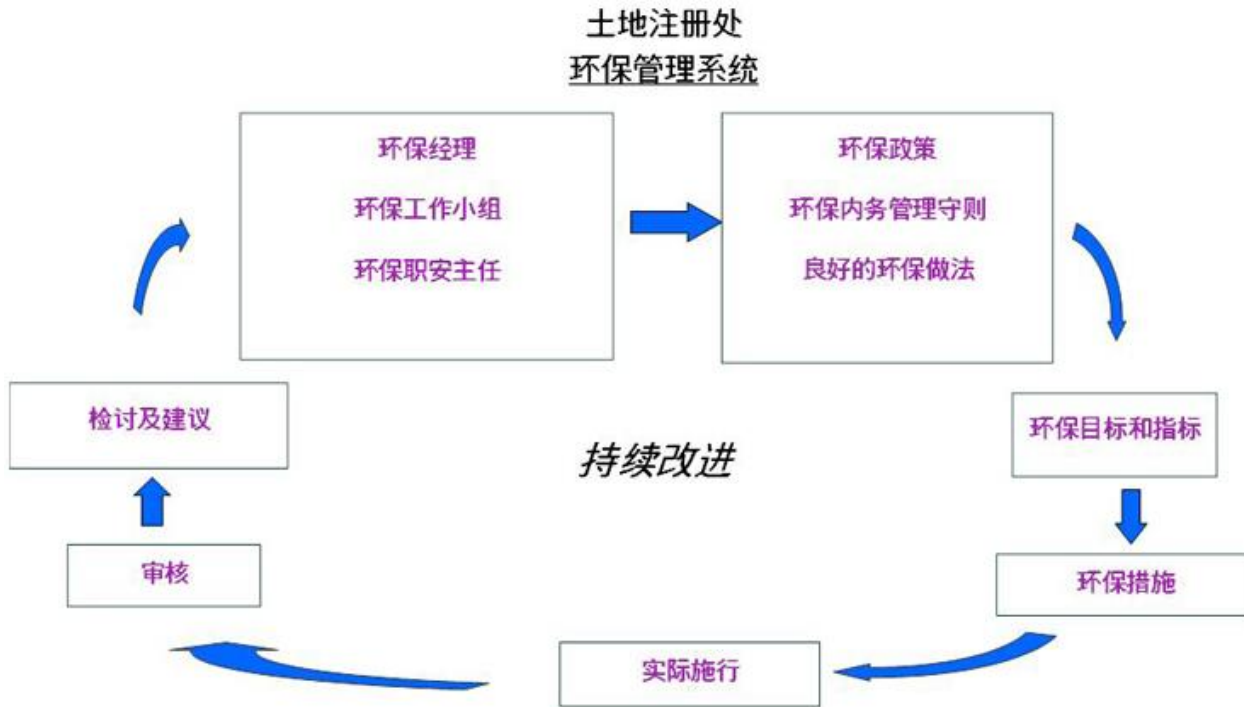 土地注册处
环保管理系统
环保经理
环保工作小组
环保职安主任
环保政策
环保内务管理守则
良好的环保做法
检讨及建议
持续改进
环保目标和指标
审核
环保措施
实际施行